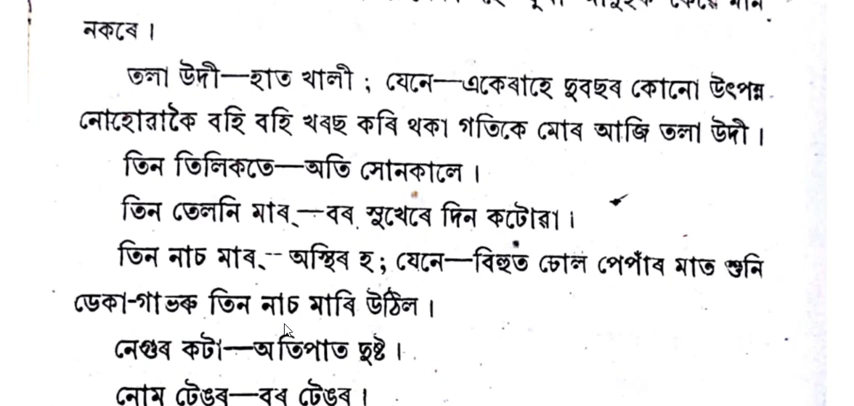 নকৰে ।
তলা উদী—হাত খালী ; যেনে—একেৰাহে দুবছৰ কোনো উৎপন্ন
নোহোৱাকৈ বহি বহি খৰছ কৰি থকা গতিকে মোৰ আজি তলা উদী ।
তিন তিলিকতে—অতি সোনকালে ।
তিন তেলনি মাৰ্—বৰ সুখেৰে দিন কটোৱা ।
তিন নাচ মাৰ্-- অস্থিৰ হ ; যেনে—বিহুত ঢোল পেপাঁৰ মাত শুনি
ডেকা-গাভৰু তিন নাচ মাৰি উঠিল ।
নেগুৰ কটা—অতিপাত দুষ্ট ।
নোম টেঙৰ—বৰ টেঙৰ ।